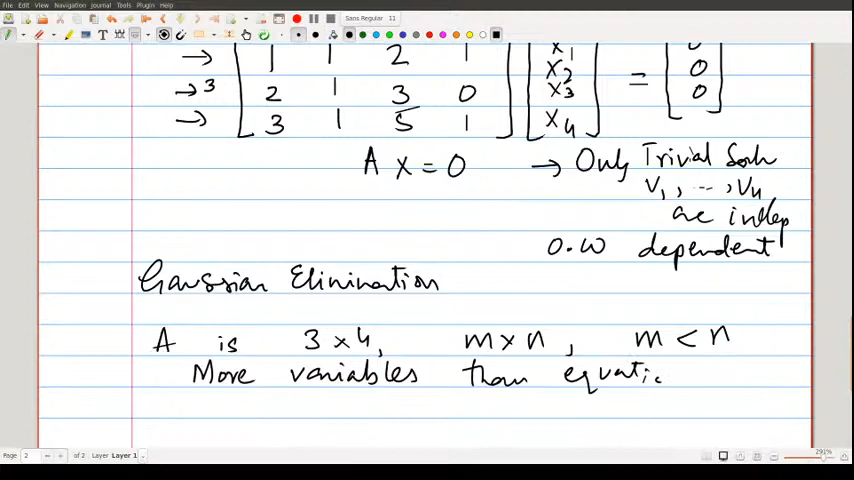 File Edit View Navigation Journal Tools Plugin Help
Sans Regular 11
→ 1 1 2 1 x1 0
→3 2 1 3 0 x2 x3 = 0 0
→ 3 1 5 1 x4
A x = 0 → Only Trivial Soln
v1, ..., v4
are indep
O.W dependent
Gaussian Elimination
A is 3 x 4, m x n, m < n
More variables than equatic
Page 2 of 2 Layer Layer 1 291%